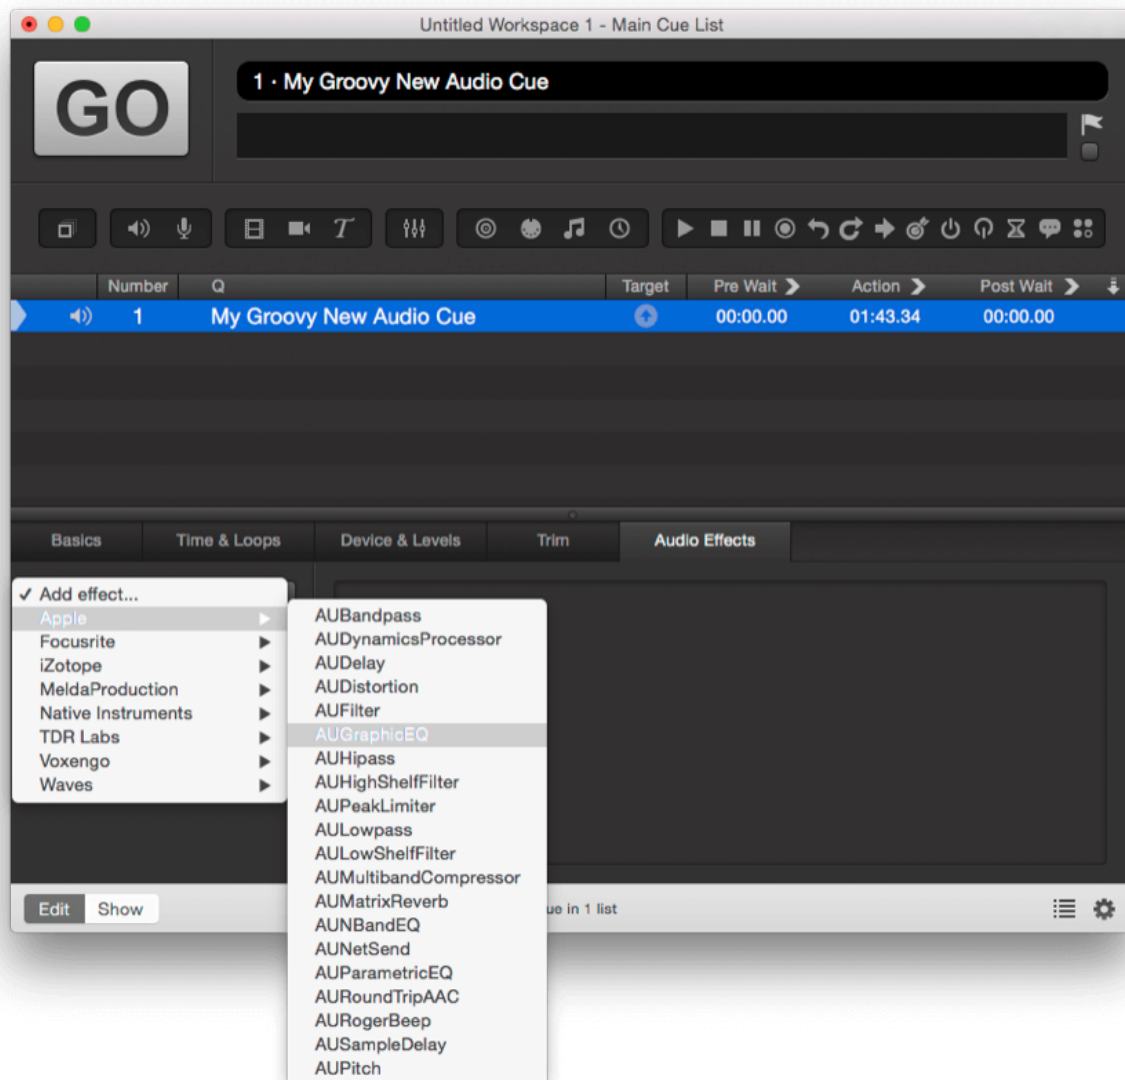 Untitled Workspace 1 - Main Cue List
GO
1 · My Groovy New Audio Cue
T
Number Q Target Pre Wait Action Post Wait
1 My Groovy New Audio Cue 00:00.00 01:43.34 00:00.00
Basics Time & Loops Device & Levels Trim Audio Effects
✓ Add effect...
Apple
Focusrite
iZotope
MeldaProduction
Native Instruments
TDR Labs
Voxengo
Waves
AUBandpass
AUDynamicsProcessor
AUDelay
AUDistortion
AUFilter
AUGraphicEQ
AUHipass
AUHighShelfFilter
AUPeakLimiter
AULowpass
AULowShelfFilter
AUMultibandCompressor
AUMatrixReverb
AUNBandEQ
AUNetSend
AUParametricEQ
AURoundTripAAC
AURogerBeep
AUSampleDelay
AUPitch
Edit Show ue in 1 list